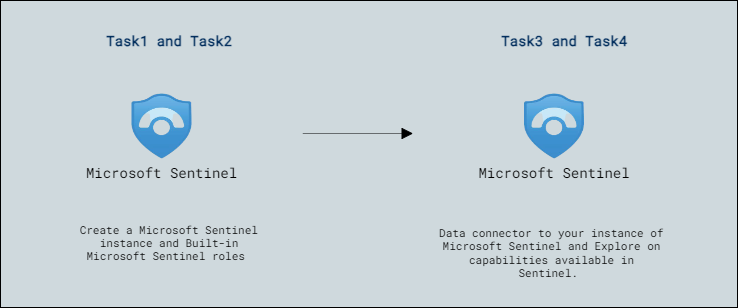 Task1 and Task2
Microsoft Sentinel
Create a Microsoft Sentinel
instance and Built-in
Microsoft Sentinel roles
Task3 and Task4
Microsoft Sentinel
Data connector to your instance of
Microsoft Sentinel and Explore on
capabilities available in
Sentinel.